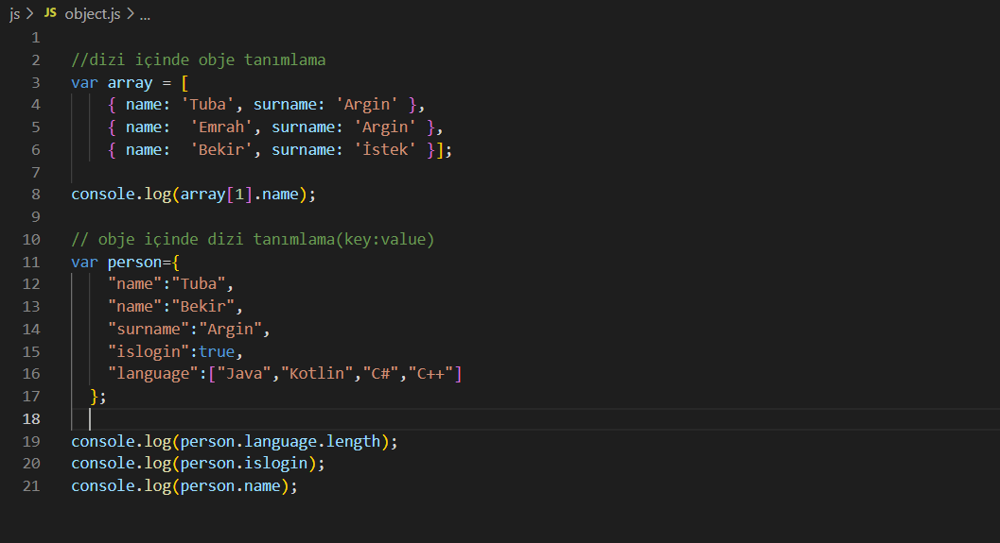 js > JS object.js > ...
1
2 //dizi içinde obje tanımlama
3 var array = [
4     { name: 'Tuba', surname: 'Argin' },
5     { name:  'Emrah', surname: 'Argin' },
6     { name:  'Bekir', surname: 'İstek' }];
7
8 console.log(array[1].name);
9
10 // obje içinde dizi tanımlama(key:value)
11 var person={
12     "name":"Tuba",
13     "name":"Bekir",
14     "surname":"Argin",
15     "islogin":true,
16     "language":["Java","Kotlin","C#","C++"]
17   };
18
19 console.log(person.language.length);
20 console.log(person.islogin);
21 console.log(person.name);